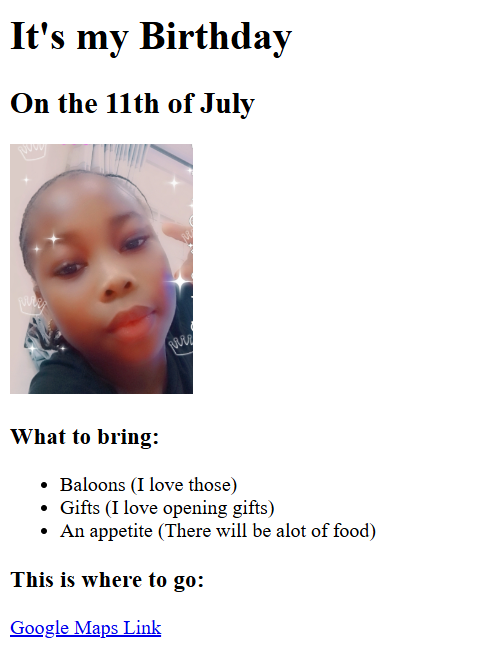 It's my Birthday
On the 11th of July
What to bring:
Baloons (I love those)
Gifts (I love opening gifts)
An appetite (There will be alot of food)
This is where to go:
Google Maps Link